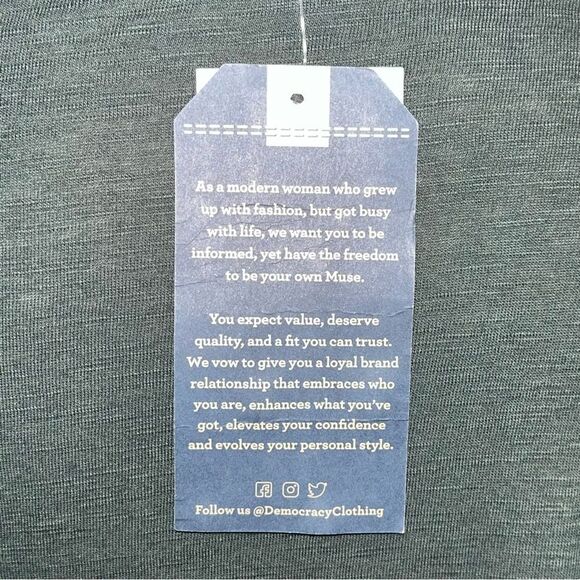 As a modern woman who grew
up with fashion, but got busy
with life, we want you to be
informed, yet have the freedom
to be your own Muse.
You expect value, deserve
quality, and a fit you can trust.
We vow to give you a loyal brand
relationship that embraces who
you are, enhances what you've
got, elevates your confidence
and evolves your personal style.
Follow us @DemocracyClothing